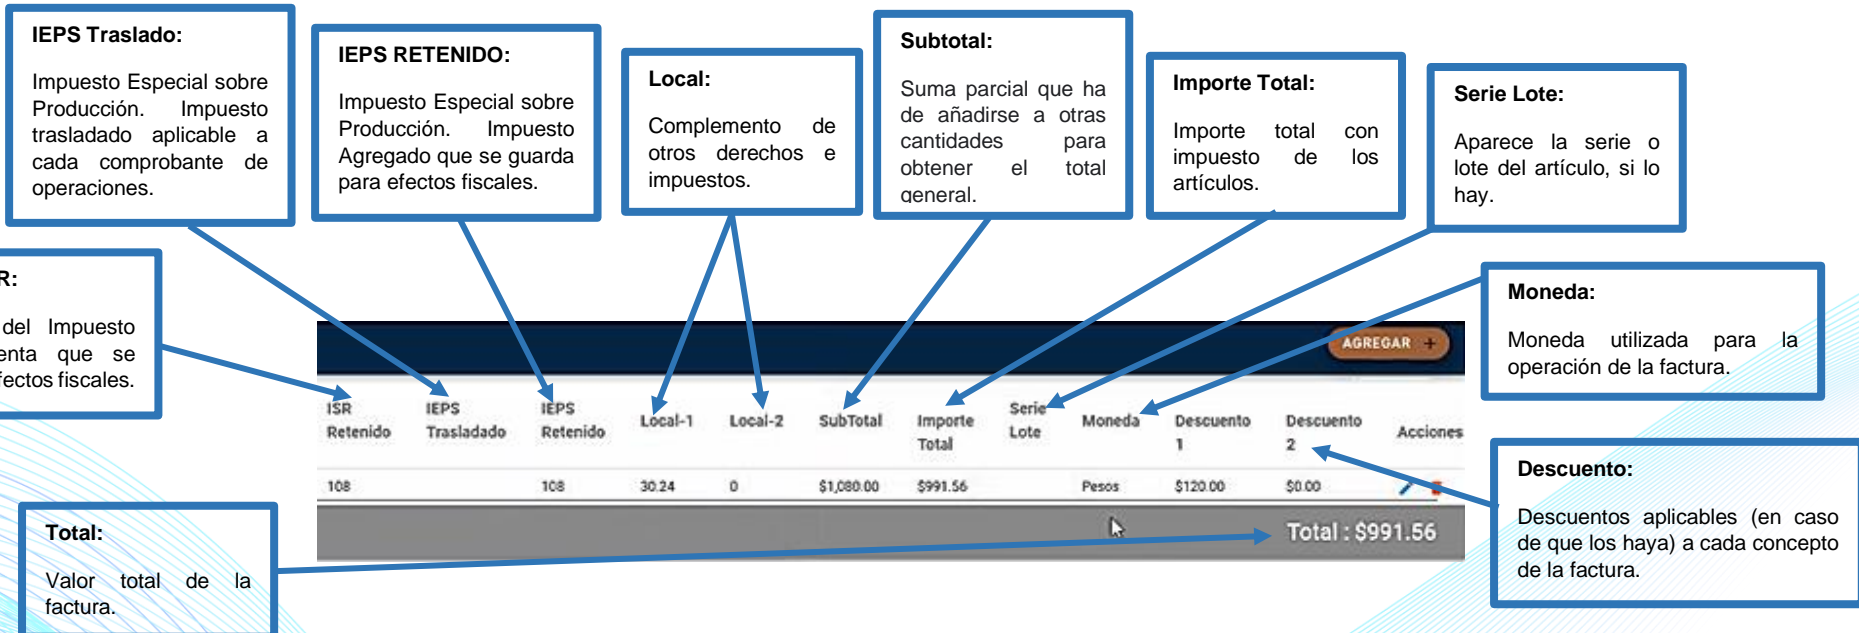 IEPS Traslado:
Impuesto Especial sobre
Producción. Impuesto
trasladado aplicable a
cada comprobante de
operaciones.
IEPS RETENIDO:
Impuesto Especial sobre
Producción. Impuesto
Agregado que se guarda
para efectos fiscales.
Local:
Complemento de
otros derechos e
impuestos.
Subtotal:
Suma parcial que ha
de añadirse a otras
cantidades para
obtener el total
general.
Importe Total:
Importe total con
impuesto de los
artículos.
Serie Lote:
Aparece la serie o
lote del artículo, si lo
hay.
R:
del Impuesto
enta que se
fectos fiscales.
Moneda:
Moneda utilizada para la
operación de la factura.
AGREGAR +
ISR Retenido IEPS Trasladado IEPS Retenido Local-1 Local-2 SubTotal Importe Total Serie Lote Moneda Descuento 1 Descuento 2 Acciones
108 108 30.24 0 $1,080.00 $991.56 Pesos $120.00 $0.00
Total : $991.56
Total:
Valor total de la
factura.
Descuento:
Descuentos aplicables (en caso
de que los haya) a cada concepto
de la factura.